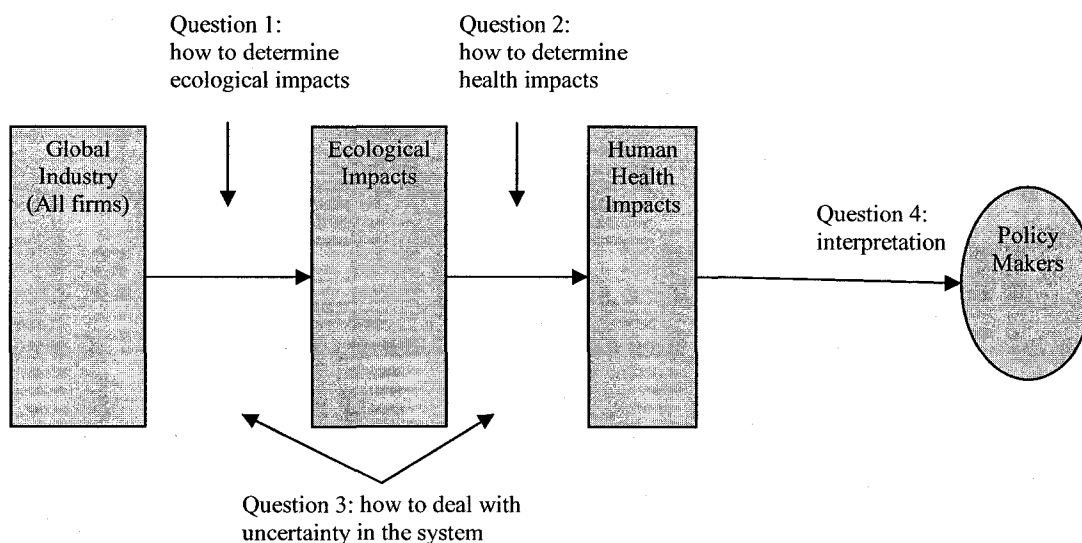 Question 1:
how to determine
ecological impacts
Question 2:
how to determine
health impacts
Global
Industry
(All firms)
Ecological
Impacts
Human
Health
Impacts
Question 4:
interpretation
Policy
Makers
Question 3: how to deal with
uncertainty in the system